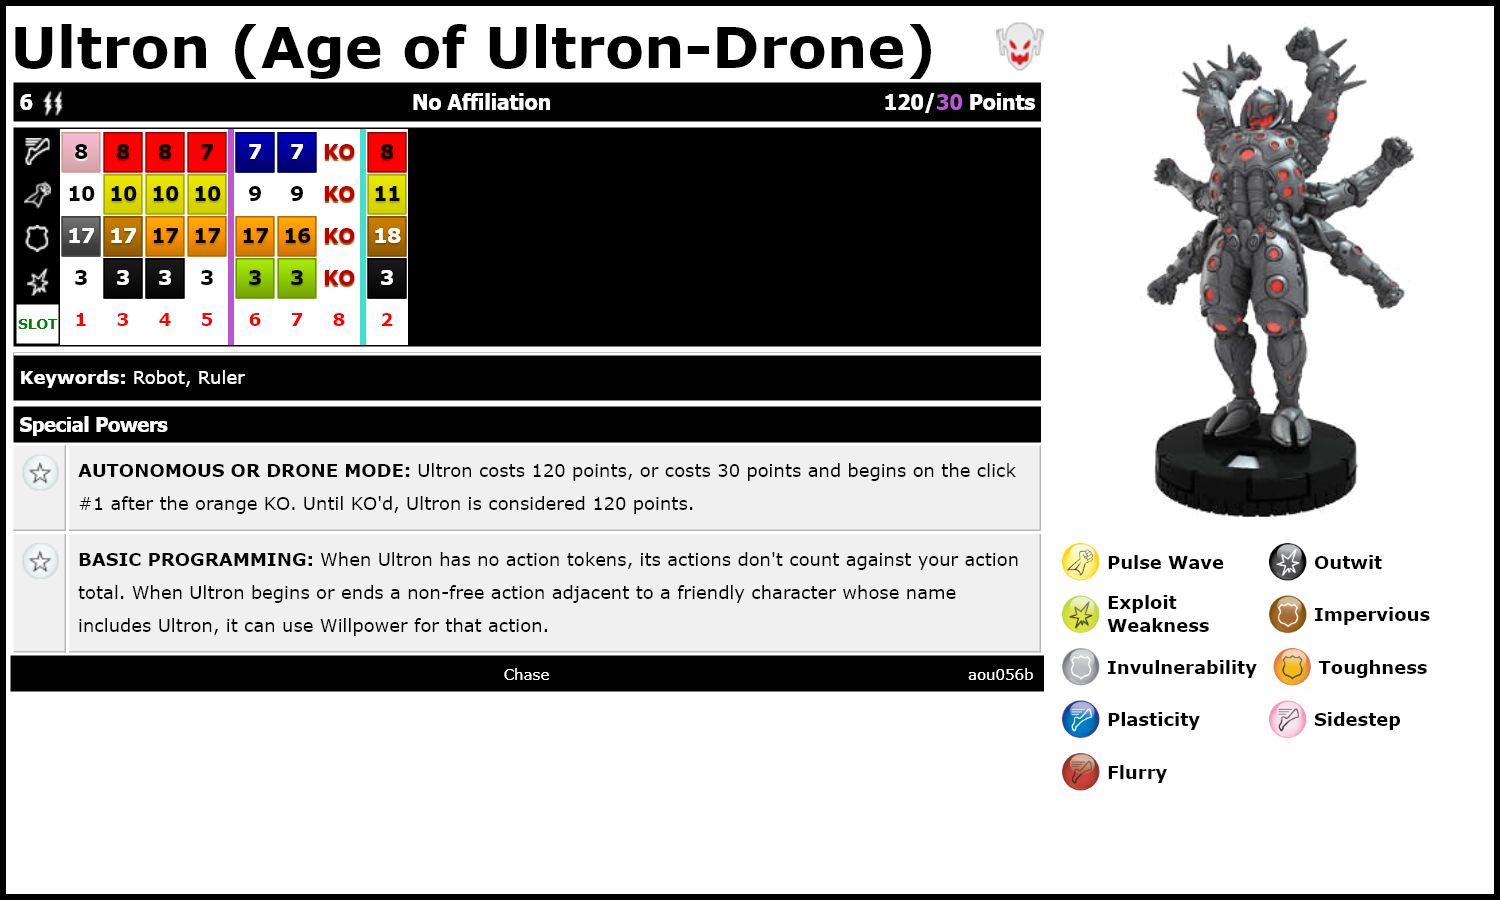 Ultron (Age of Ultron-Drone)
6 No Affiliation 120/30 Points
8 8 8 7 7 7 KO 8
10 10 10 10 9 9 KO 11
17 17 17 17 17 16 KO 18
3 3 3 3 3 3 KO 3
SLOT 1 3 4 5 6 7 8 2
Keywords: Robot, Ruler
Special Powers
AUTONOMOUS OR DRONE MODE: Ultron costs 120 points, or costs 30 points and begins on the click
#1 after the orange KO. Until KO'd, Ultron is considered 120 points.
BASIC PROGRAMMING: When Ultron has no action tokens, its actions don't count against your action
total. When Ultron begins or ends a non-free action adjacent to a friendly character whose name
includes Ultron, it can use Willpower for that action.
Chase aou056b
Pulse Wave Outwit
Exploit
Weakness Impervious
Invulnerability Toughness
Plasticity Sidestep
Flurry